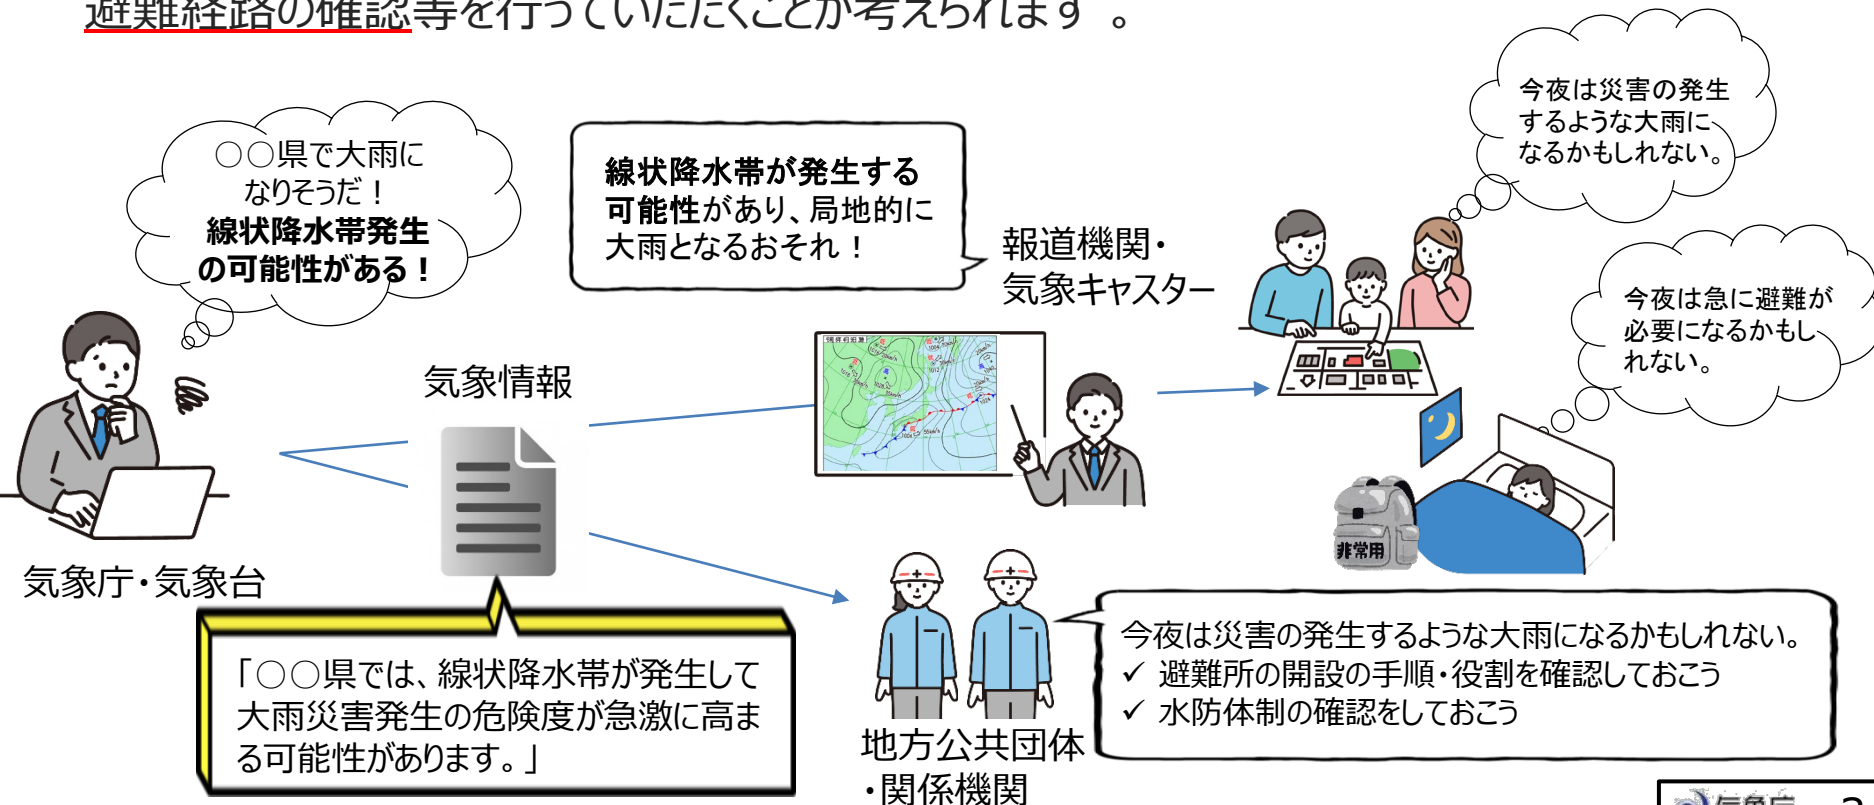 避難経路の確認等を行っていただくことが考えられます 。
今夜は災害の発生
するような大雨に
なるかもしれない。
○○県で大雨に
なりそうだ！
線状降水帯発生
の可能性がある！
線状降水帯が発生する
可能性があり、局地的に
大雨となるおそれ！
報道機関・
気象キャスター
今夜は急に避難が
必要になるかもし
れない。
気象情報
非常用
気象庁・気象台
「○○県では、線状降水帯が発生して
大雨災害発生の危険度が急激に高ま
る可能性があります。」
今夜は災害の発生するような大雨になるかもしれない。
✓ 避難所の開設の手順・役割を確認しておこう
✓ 水防体制の確認をしておこう
地方公共団体
・関係機関
気象庁